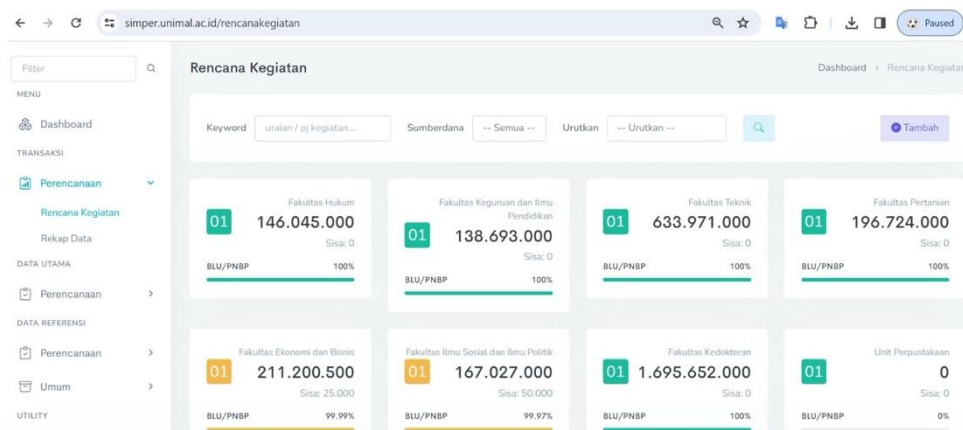 simper.unimal.ac.id/rencanakegiatan
Paused
Filter
MENU
Dashboard
TRANSAKSI
Perencanaan
Rencana Kegiatan
Rekap Data
DATA UTAMA
Perencanaan
DATA REFERENSI
Perencanaan
Umum
UTILITY
Rencana Kegiatan
Dashboard > Rencana Kegiatan
Keyword uraian / pj kegiatan... Sumberdana -- Semua -- Urutkan -- Urutkan -- Tambah
Fakultas Hukum
01 146.045.000
Sisa: 0
BLU/PNBP 100%
Fakultas Keguruan dan Ilmu
Pendidikan
01 138.693.000
Sisa: 0
BLU/PNBP 100%
Fakultas Teknik
01 633.971.000
Sisa: 0
BLU/PNBP 100%
Fakultas Pertanian
01 196.724.000
Sisa: 0
BLU/PNBP 100%
Fakultas Ekonomi dan Bisnis
01 211.200.500
Sisa: 25.000
BLU/PNBP 99.99%
Fakultas Ilmu Sosial dan Ilmu Politik
01 167.027.000
Sisa: 50.000
BLU/PNBP 99.97%
Fakultas Kedokteran
01 1.695.652.000
Sisa: 0
BLU/PNBP 100%
Unit Perpustakaan
01 0
Sisa: 0
BLU/PNBP 0%